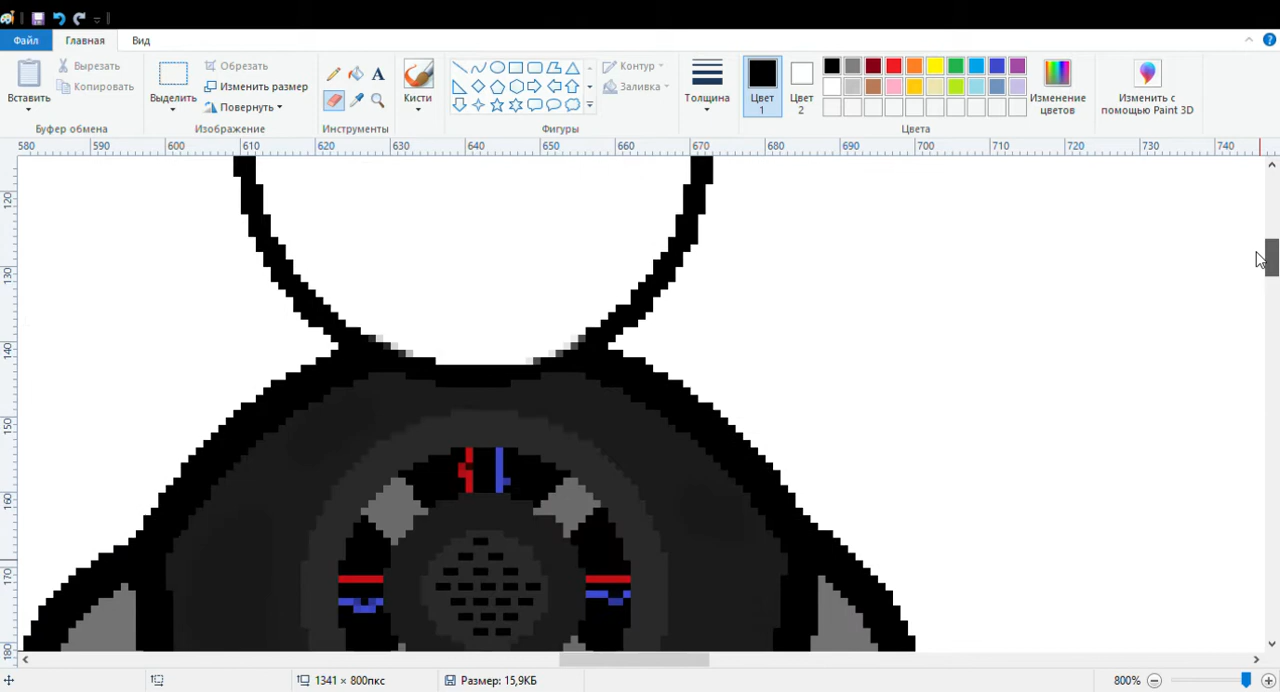 Файл Главная Вид
Вставить
Вырезать
Копировать
Буфер обмена
Выделить
Обрезать
Изменить размер
Повернуть
Изображение
A
Инструменты
Кисти
Контур
Заливка
Фигуры
Толщина
Цвет 1
Цвет 2
Изменение цветов
Цвета
Изменить с помощью Paint 3D
580 590 600 610 620 630 640 650 660 670 680 690 700 710 720 730 740
120
130
140
150
160
170
180
1341 × 800пкс
Размер: 15,9КБ
800%